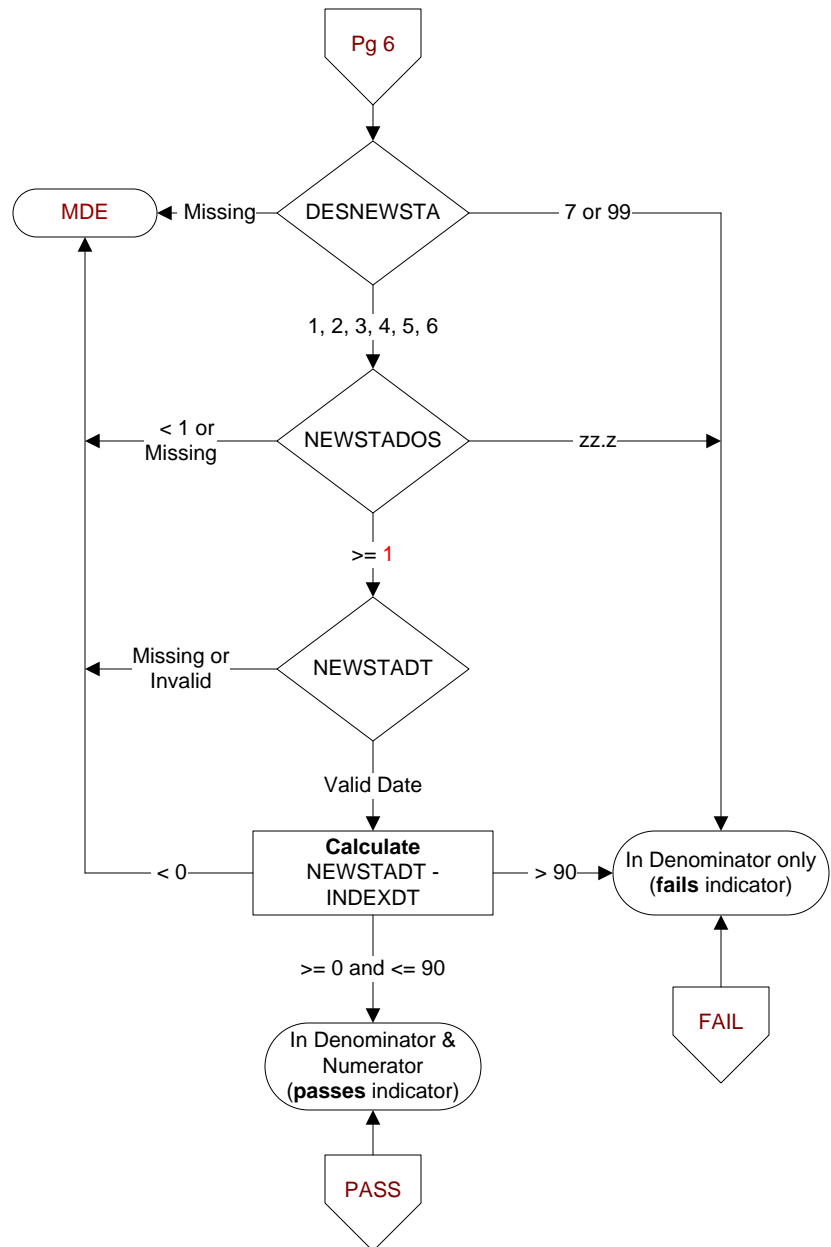 Pg 6
MDE
Missing
DESNEWSTA
7 or 99
1, 2, 3, 4, 5, 6
< 1 or
Missing
NEWSTADOS
zz.z
>= 1
Missing or
Invalid
NEWSTADT
Valid Date
< 0
Calculate
NEWSTADT -
INDEXDT
> 90
In Denominator only
(fails indicator)
>= 0 and <= 90
In Denominator &
Numerator
(passes indicator)
FAIL
PASS